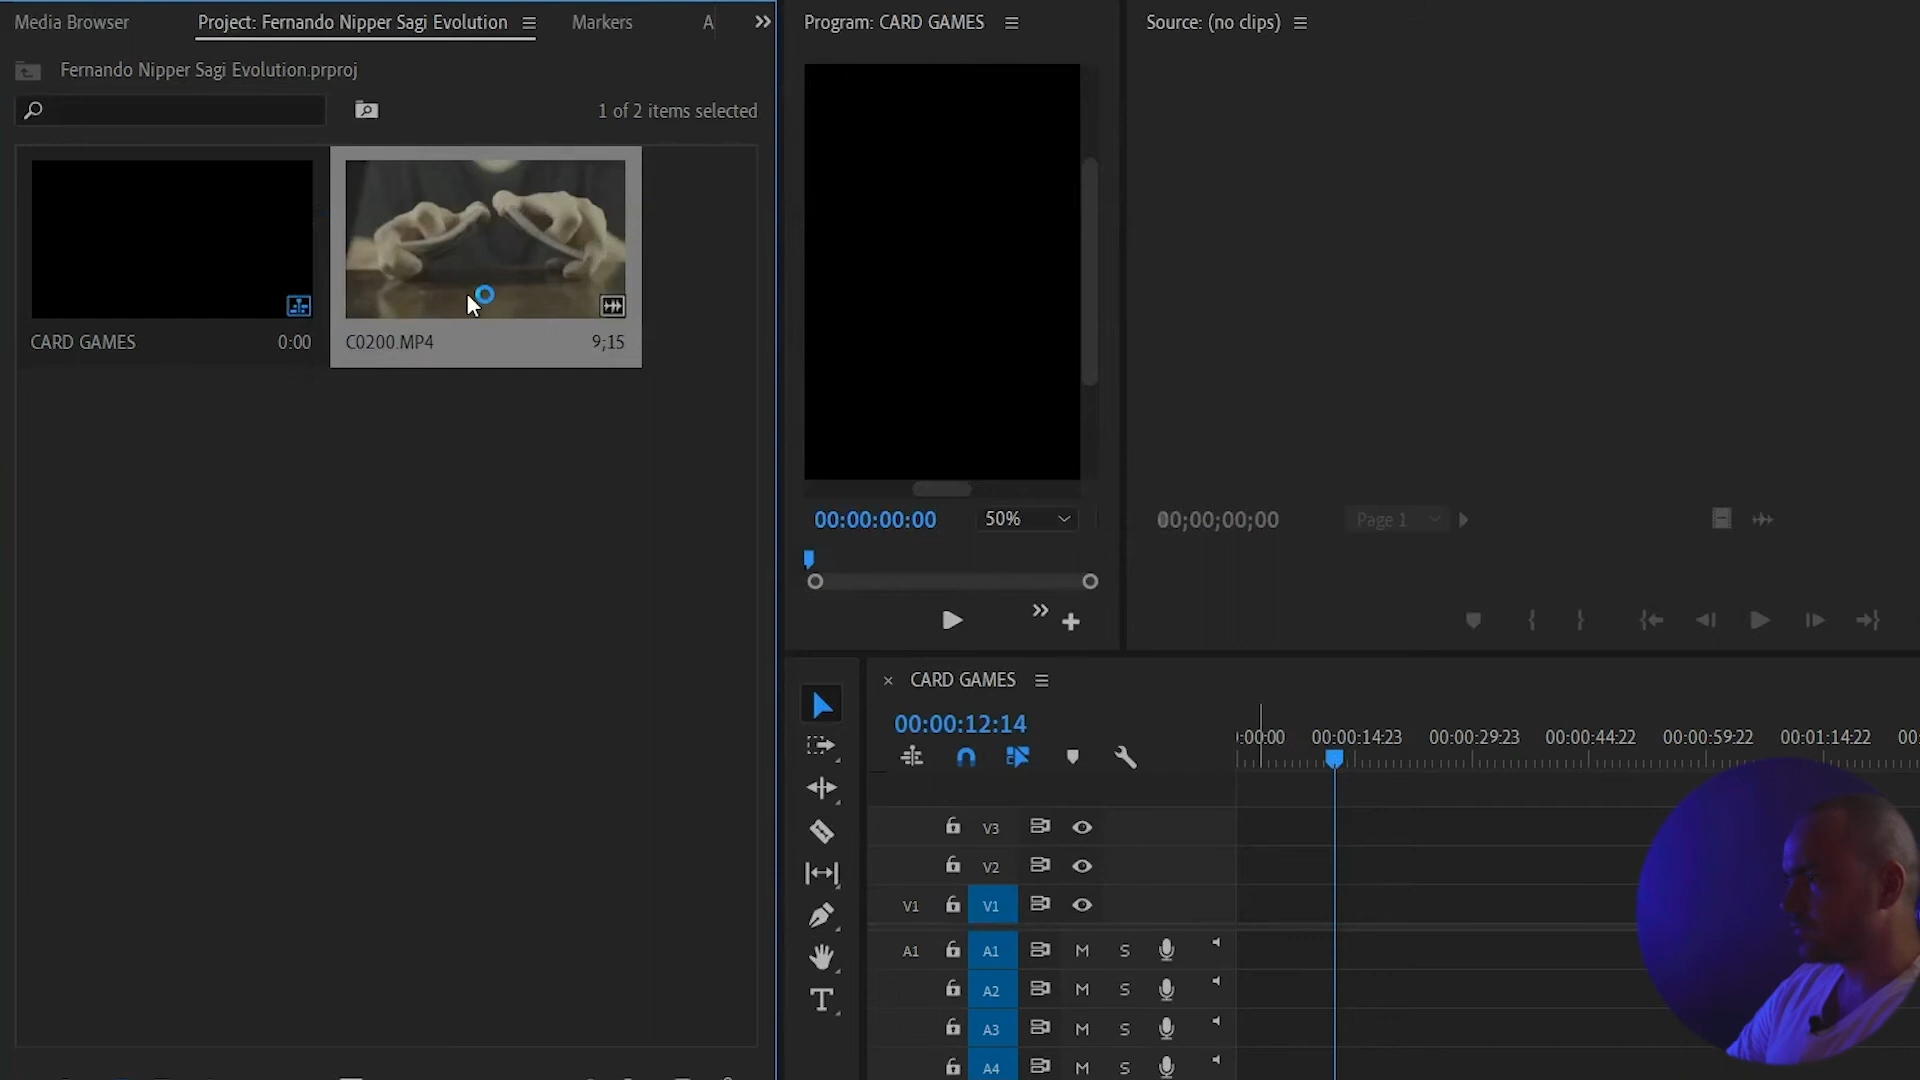 Media Browser
Project: Fernando Nipper Sagi Evolution
Markers
A
Program: CARD GAMES
Source: (no clips)
Fernando Nipper Sagi Evolution.prproj
1 of 2 items selected
CARD GAMES 0:00
C0200.MP4 9;15
00:00:00:00
50%
00;00;00;00
Page 1
CARD GAMES
00:00:12:14
:00:00 00:00:14:23 00:00:29:23 00:00:44:22 00:00:59:22 00:01:14:22 00
V3
V2
V1 V1
A1 A1 M S
A2 M S
A3 M S
A4 M S